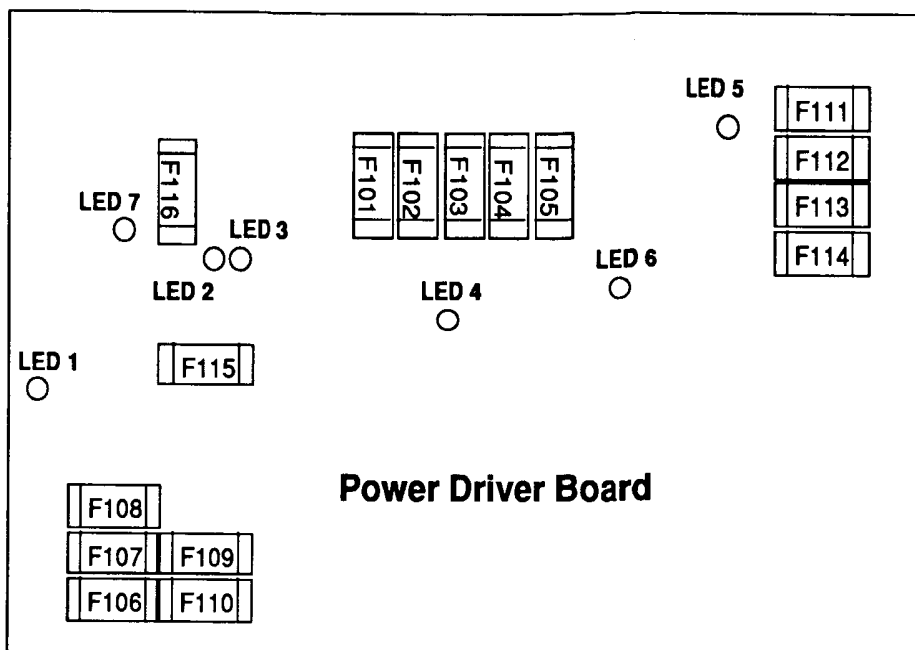 LED 5
F111
F112
F113
F114
F116
F101
F102
F103
F104
F105
LED 7
LED 3
LED 2
LED 4
LED 6
LED 1
F115
Power Driver Board
F108
F107
F109
F106
F110